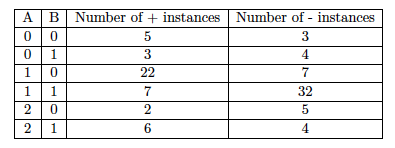 A B Number of + instances Number of - instances
0 0 5 3
0 1 3 4
1 0 22 7
1 1 7 32
2 0 2 5
2 1 6 4